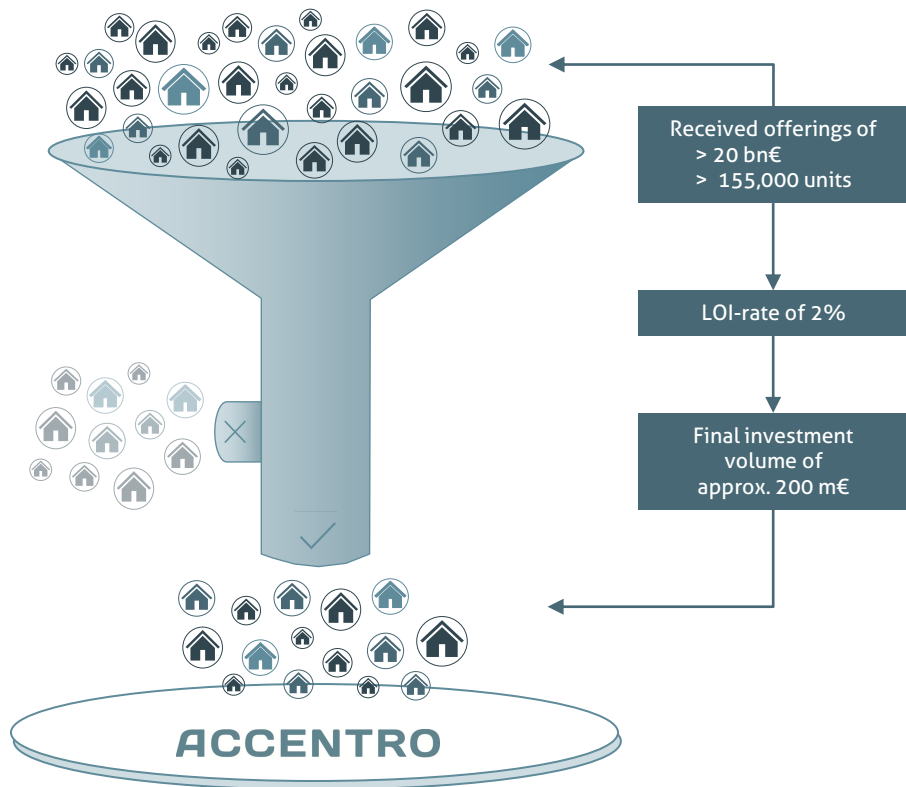 Received offerings of
> 20 bn€
> 155,000 units
LOI-rate of 2%
Final investment
volume of
approx. 200 m€
ACCENTRO